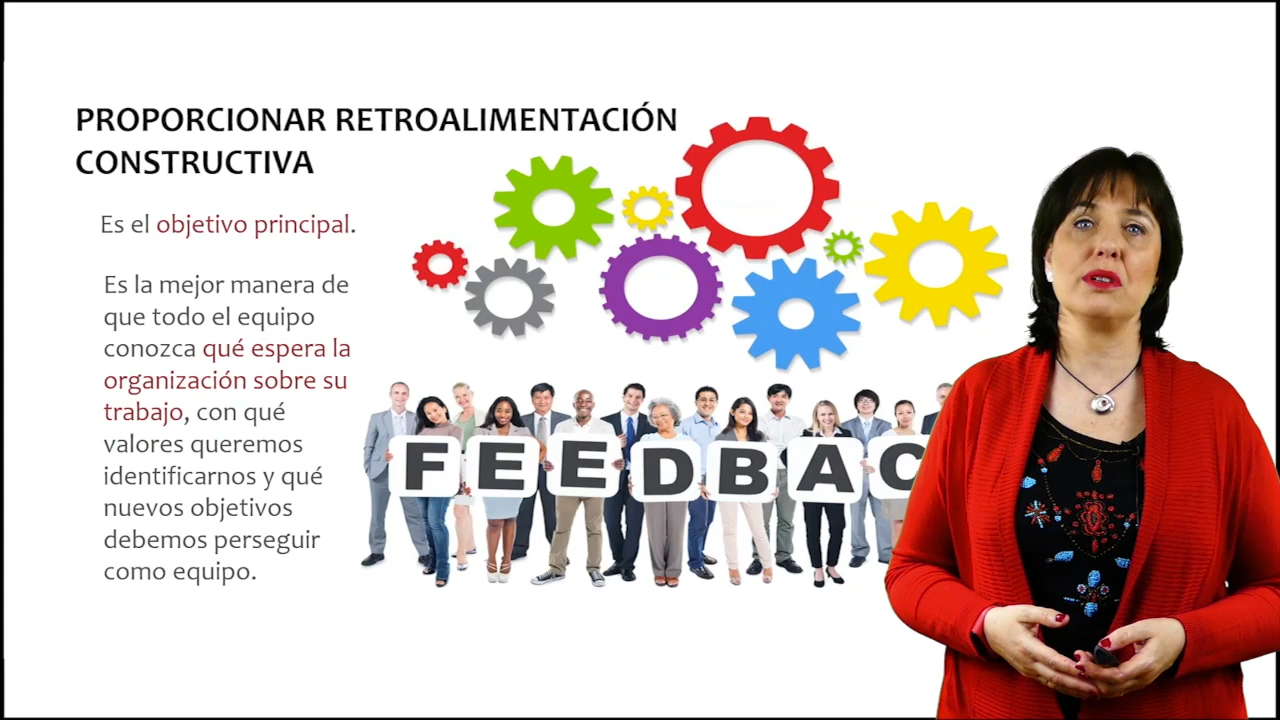 PROPORCIONAR RETROALIMENTACIÓN
CONSTRUCTIVA
Es el objetivo principal.
Es la mejor manera de
que todo el equipo
conozca qué espera la
organización sobre su
trabajo, con qué
valores queremos
identificarnos y qué
nuevos objetivos
debemos perseguir
como equipo.
FEEDBAC